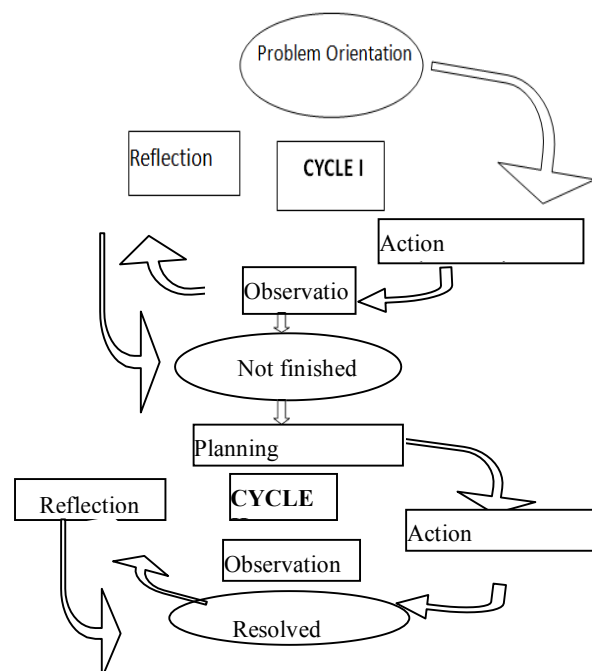 Problem Orientation
Reflection
CYCLE I
Action
Observatio
Not finished
Planning
CYCLE
Reflection
Action
Observation
Resolved